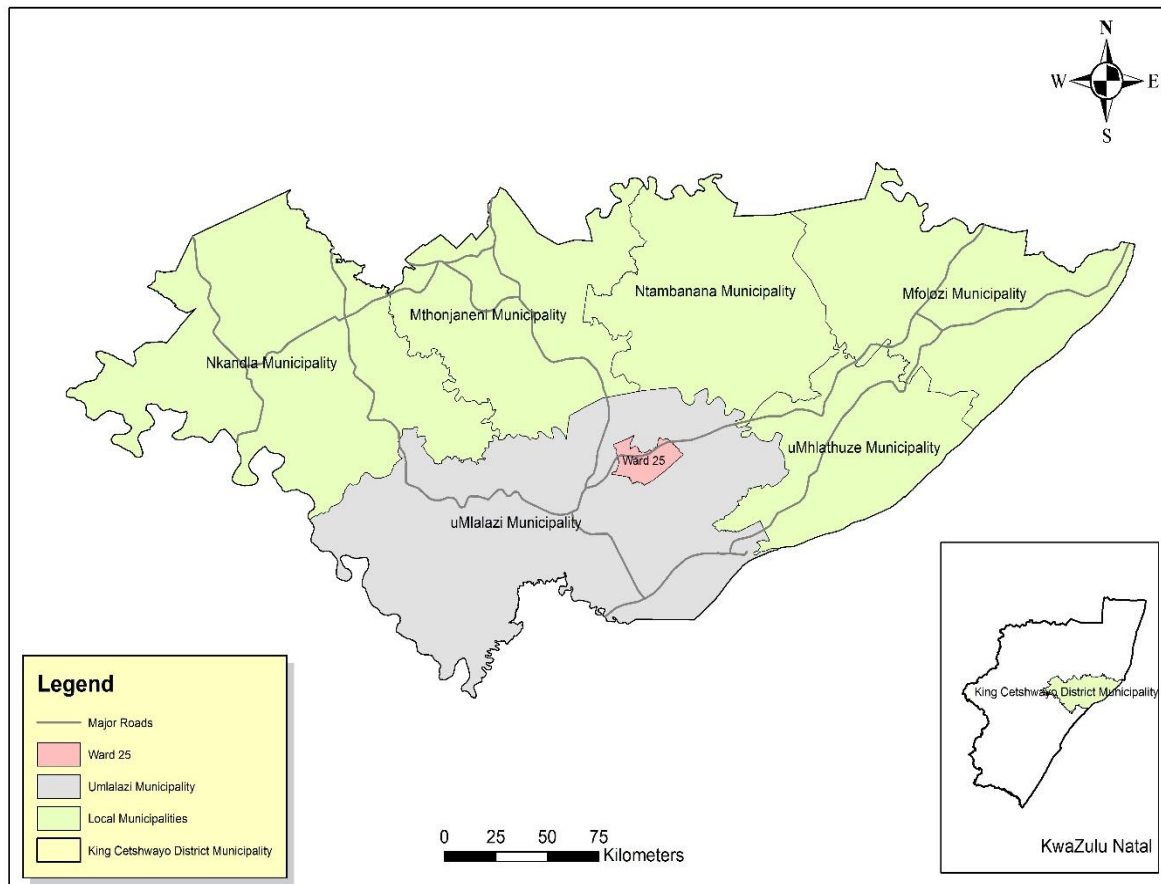 N
W E
S
Ntambanana Municipality
Mfolozi Municipality
Mthonjaneni Municipality
Nkandla Municipality
uMhlathuze Municipality
Ward 25
uMlalazi Municipality
Legend
Major Roads
Ward 25
Umlalazi Municipality
Local Municipalities
King Cetshwayo District Municipality
0 25 50 75
Kilometers
King Cetshwayo District Municipality
KwaZulu Natal